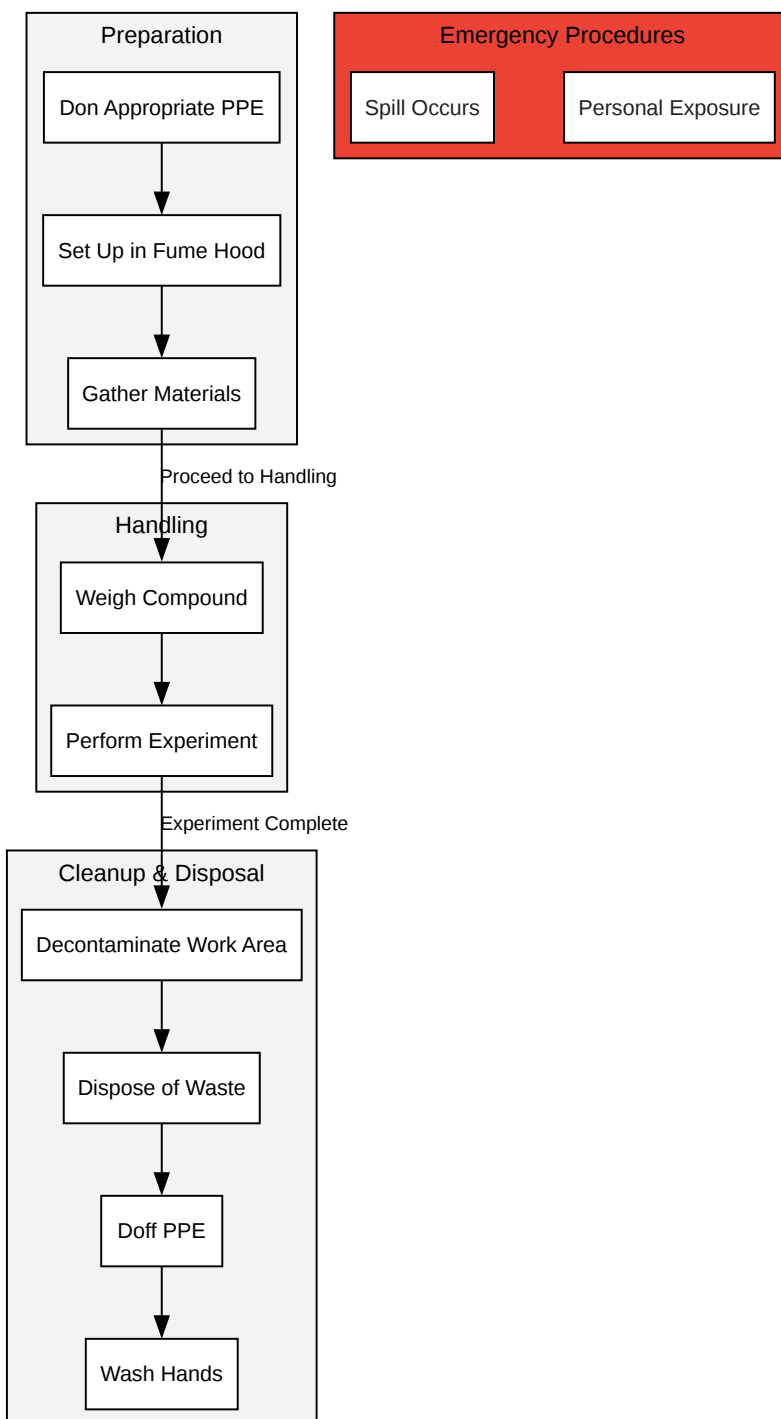 Preparation
Don Appropriate PPE
Set Up in Fume Hood
Gather Materials
Proceed to Handling
Handling
Weigh Compound
Perform Experiment
Experiment Complete
Cleanup & Disposal
Decontaminate Work Area
Dispose of Waste
Doff PPE
Wash Hands
Emergency Procedures
Spill Occurs
Personal Exposure